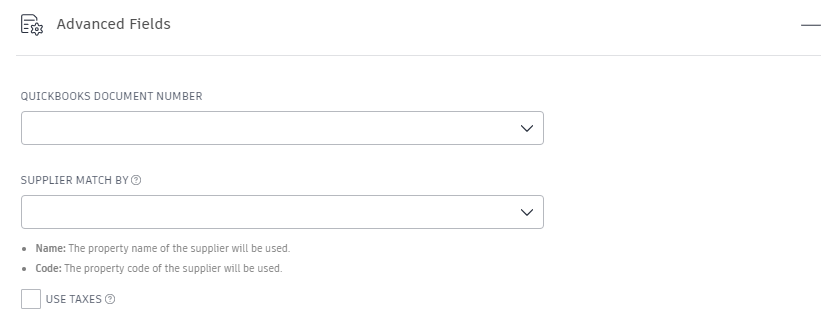 Advanced Fields
QUICKBOOKS DOCUMENT NUMBER
SUPPLIER MATCH BY
Name: The property name of the supplier will be used.
Code: The property code of the supplier will be used.
USE TAXES